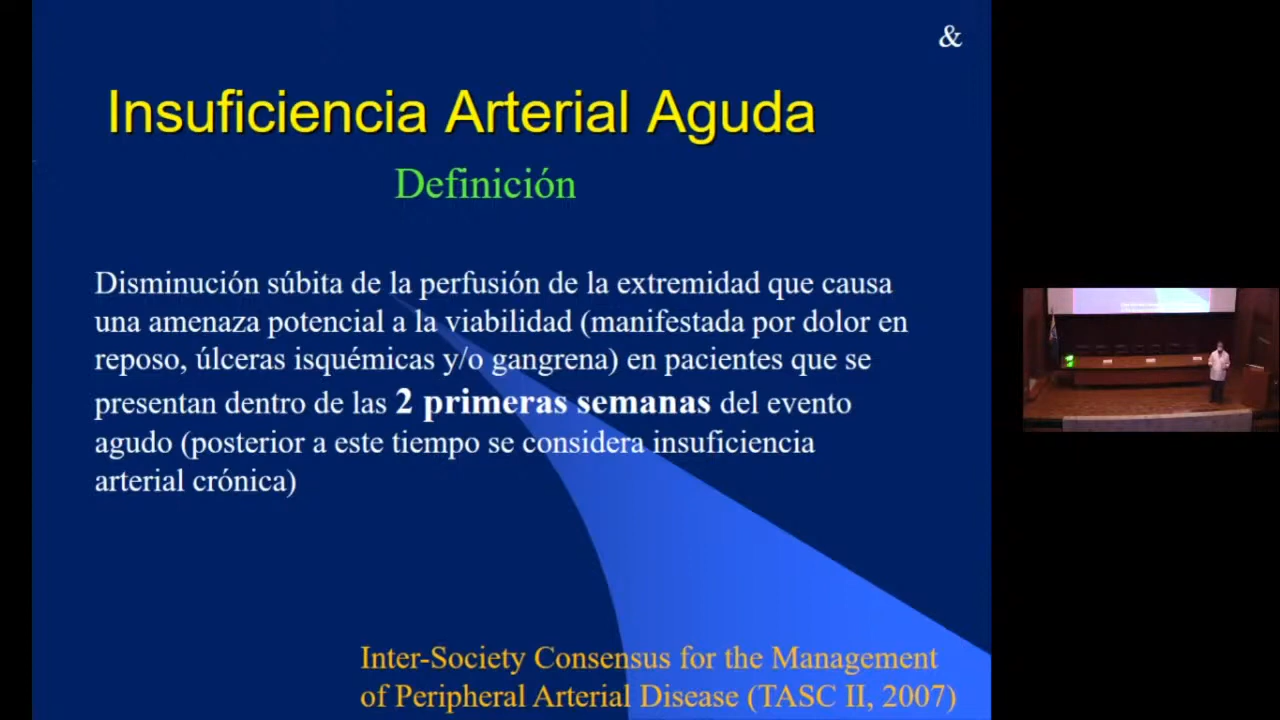 &
Insuficiencia Arterial Aguda
Definición
Disminución súbita de la perfusión de la extremidad que causa
una amenaza potencial a la viabilidad (manifestada por dolor en
reposo, úlceras isquémicas y/o gangrena) en pacientes que se
presentan dentro de las 2 primeras semanas del evento
agudo (posterior a este tiempo se considera insuficiencia
arterial crónica)
Inter-Society Consensus for the Management
of Peripheral Arterial Disease (TASC II, 2007)